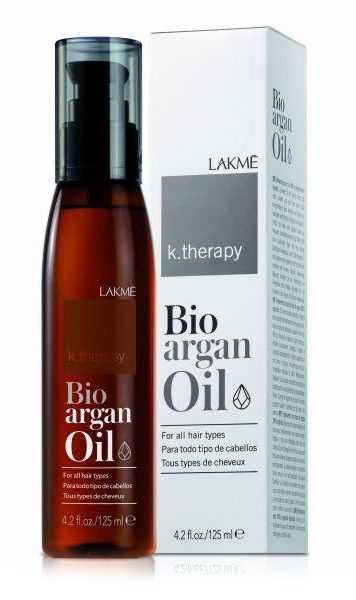 LAKMĒ
k.therapy
Bio
argan
Oil
For all hair types
Para todo tipo de cabellos
Tous types de cheveux
4.2 fl.oz./125 ml e
LAKMĒ
k.therapy
Bio
argan
Oil
For all hair types
Para todo tipo de cabellos
Tous types de cheveux
4.2 fl.oz./125 ml e
Bio
argan
Oil